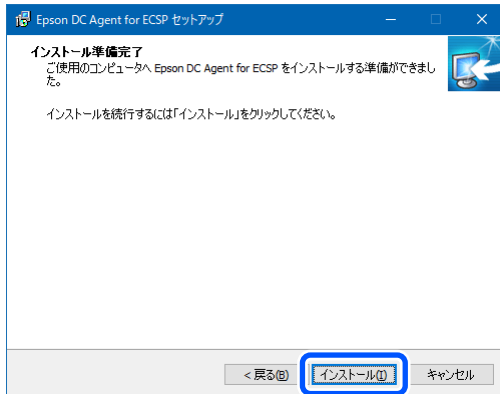 Epson DC Agent for ECSP セットアップ
インストール準備完了
ご使用のコンピュータへ Epson DC Agent for ECSP をインストールする準備ができまし
た。
インストールを続行するには「インストール」をクリックしてください。
< 戻る(B) インストール(I) キャンセル